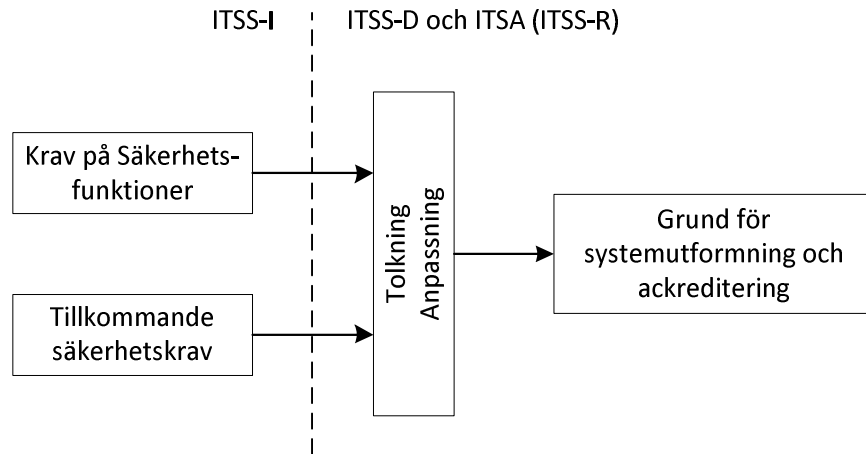 ITSS-I
ITSS-D och ITSA (ITSS-R)
Krav på Säkerhets-
funktioner
Tillkommande
säkerhetskrav
Tolkning
Anpassning
Grund för
systemutformning och
ackreditering